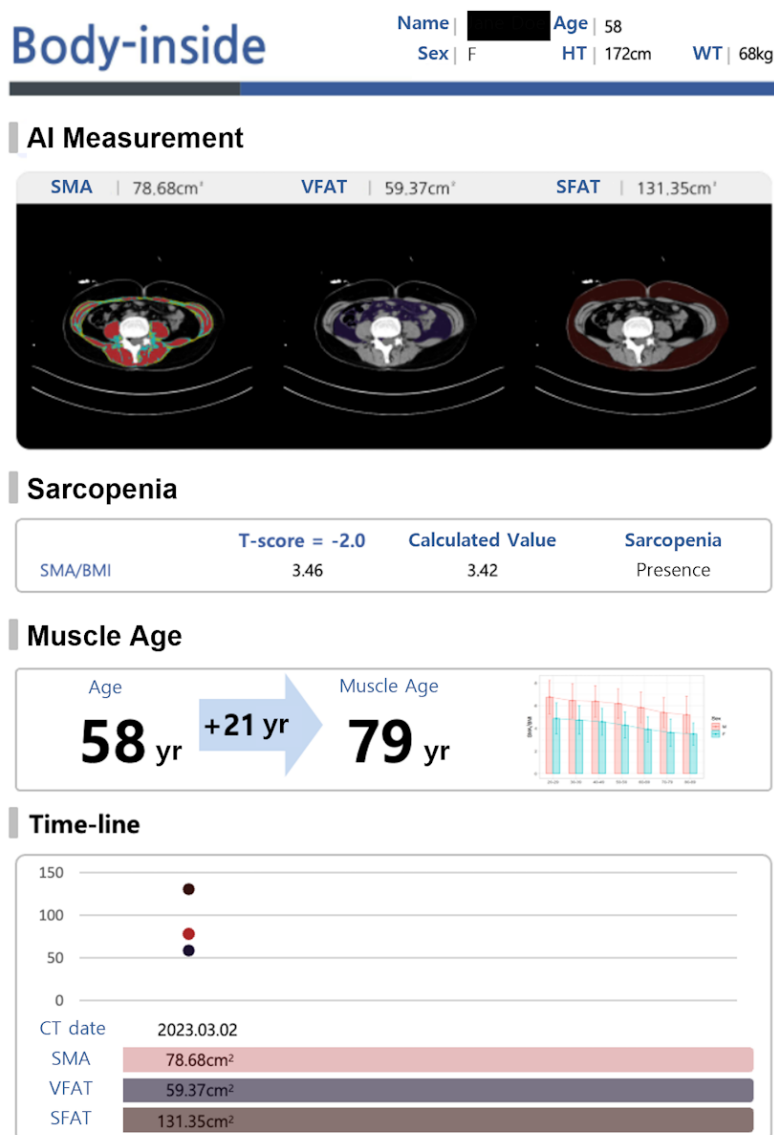 Body-inside
Name | Age | 58
Sex | F HT | 172cm WT | 68kg
AI Measurement
SMA | 78.68cm² VFAT | 59.37cm² SFAT | 131.35cm²
Sarcopenia
T-score = -2.0 Calculated Value Sarcopenia
SMA/BMI 3.46 3.42 Presence
Muscle Age
Age Muscle Age
58 yr +21 yr 79 yr
Time-line
150
100
50
0
CT date 2023.03.02
SMA 78.68cm²
VFAT 59.37cm²
SFAT 131.35cm²